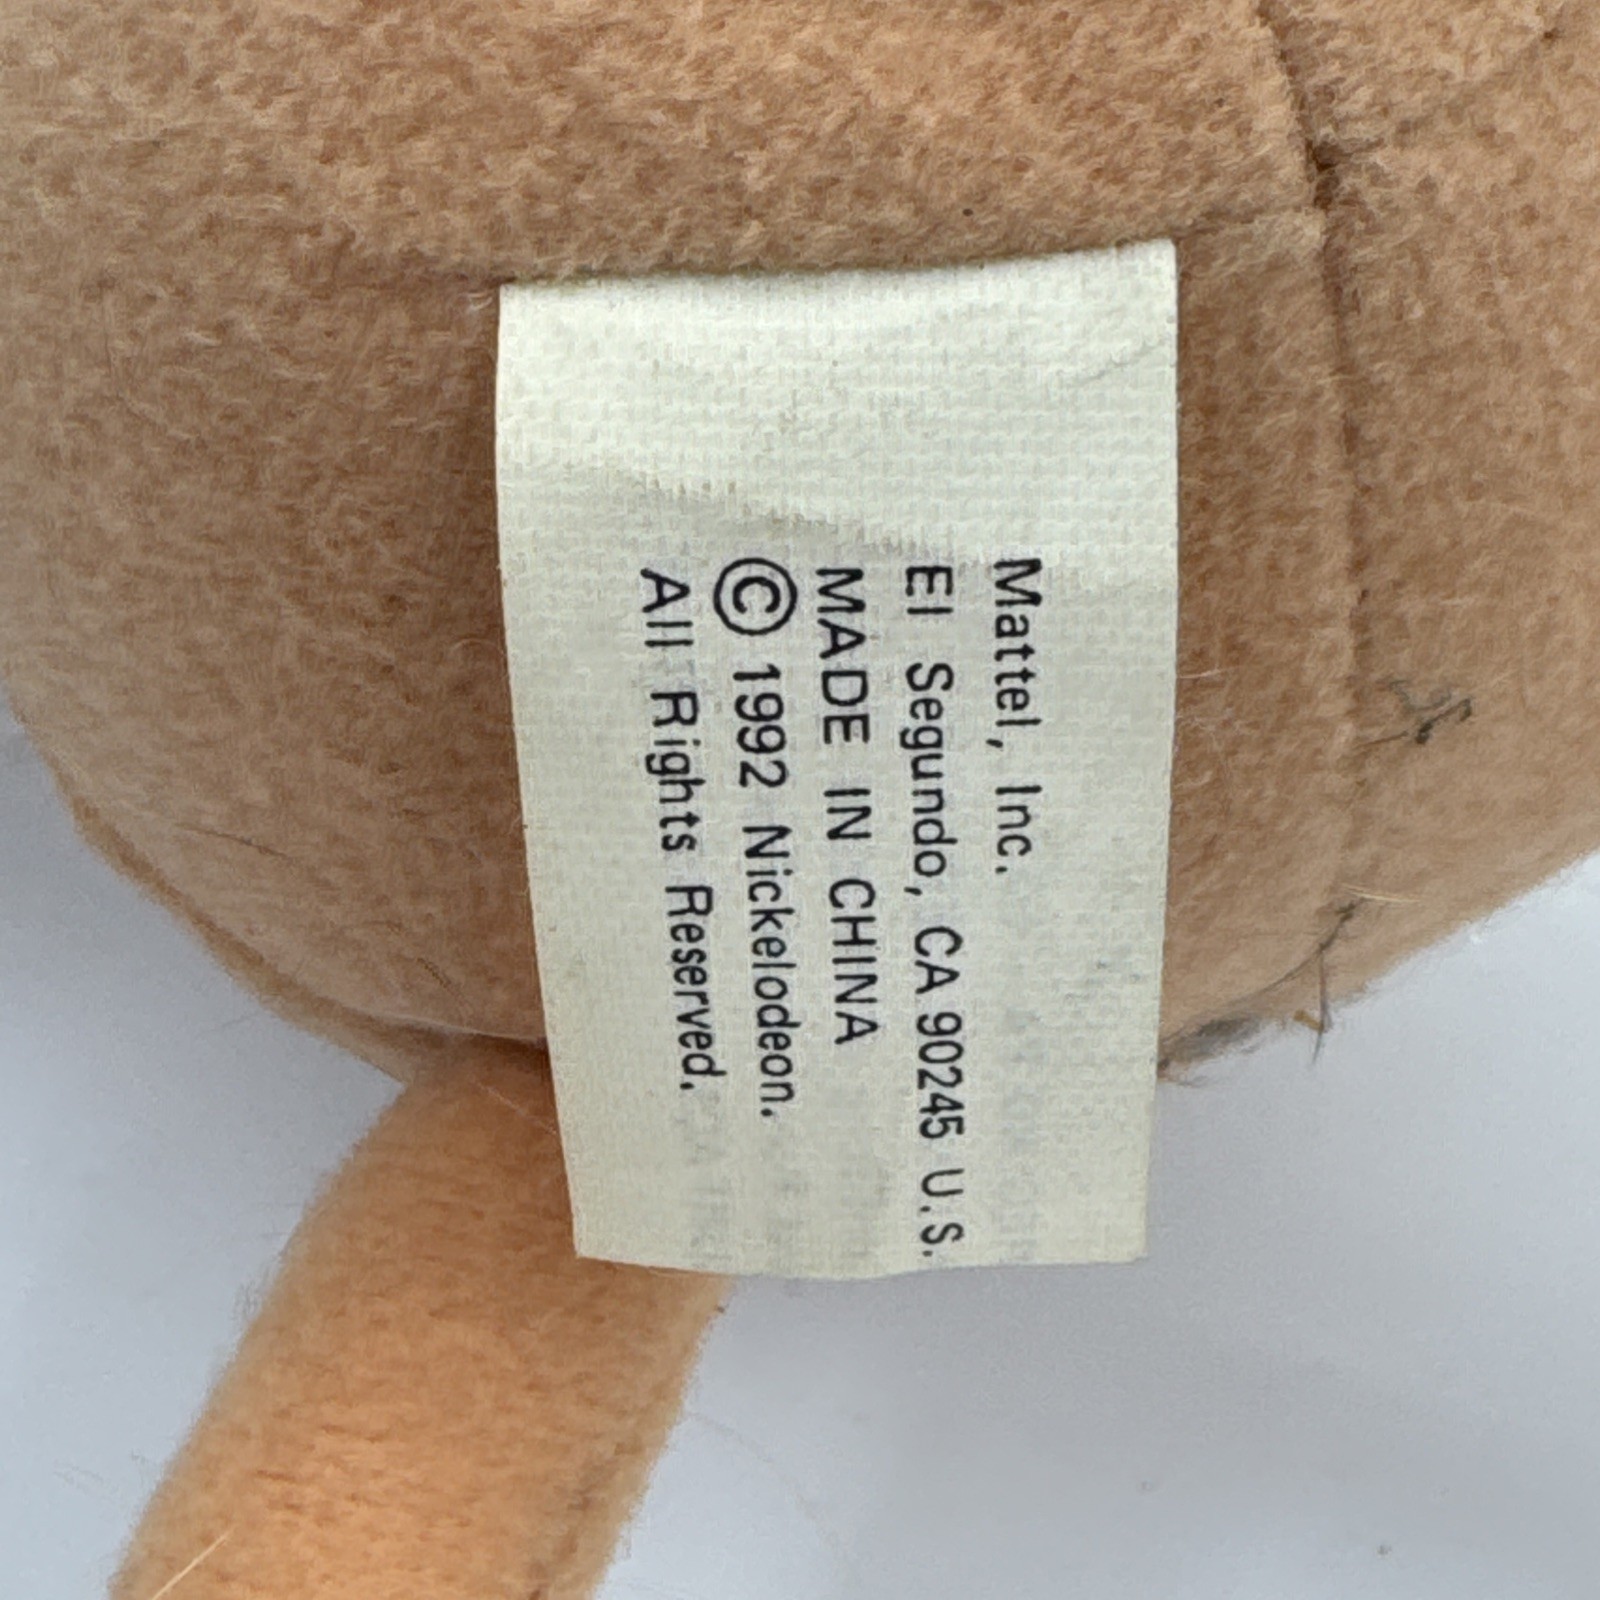 Mattel, Inc.
El Segundo, CA 90245 U.S.
MADE IN CHINA
© 1992 Nickelodeon.
All Rights Reserved.